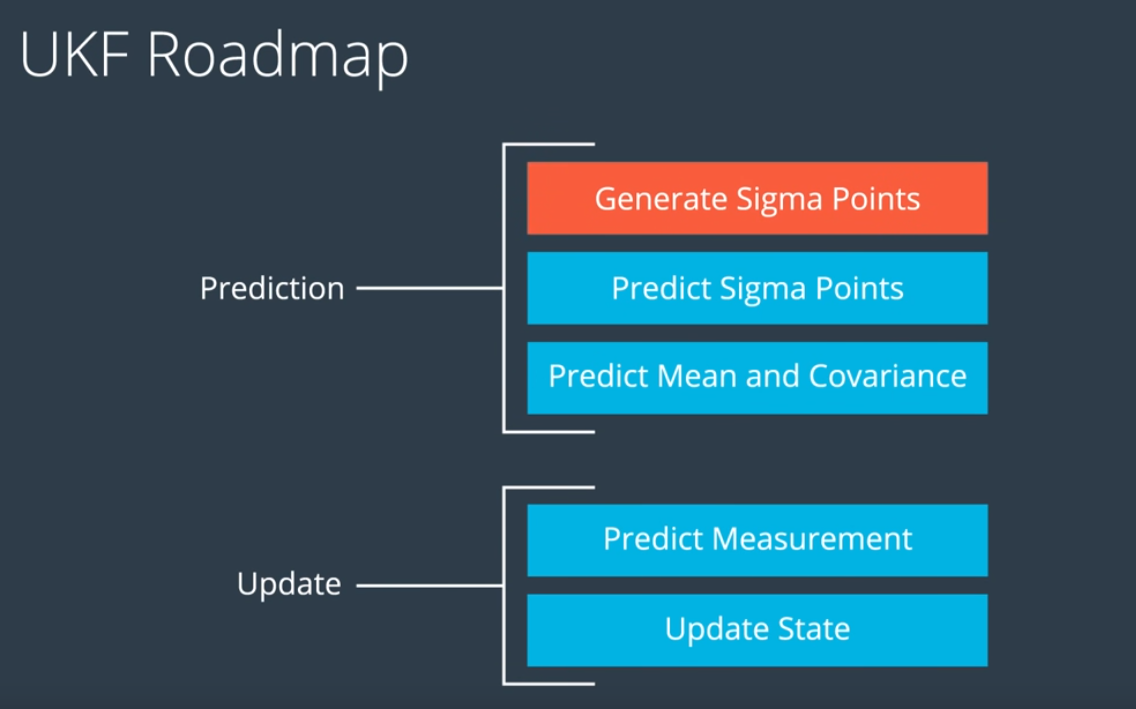 UKF Roadmap
Prediction
Generate Sigma Points
Predict Sigma Points
Predict Mean and Covariance
Update
Predict Measurement
Update State